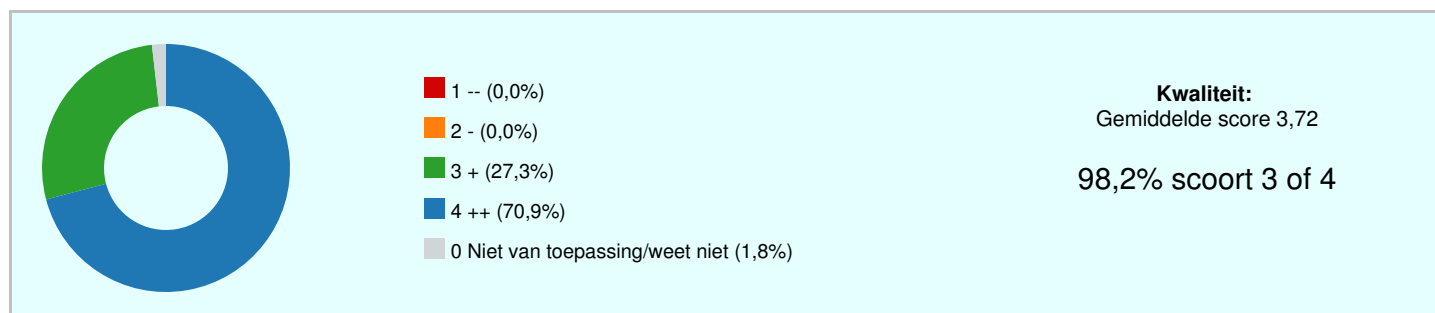 1 -- (0,0%)
2 - (0,0%)
3 + (27,3%)
4 ++ (70,9%)
0 Niet van toepassing/weet niet (1,8%)
Kwaliteit:
Gemiddelde score 3,72
98,2% scoort 3 of 4